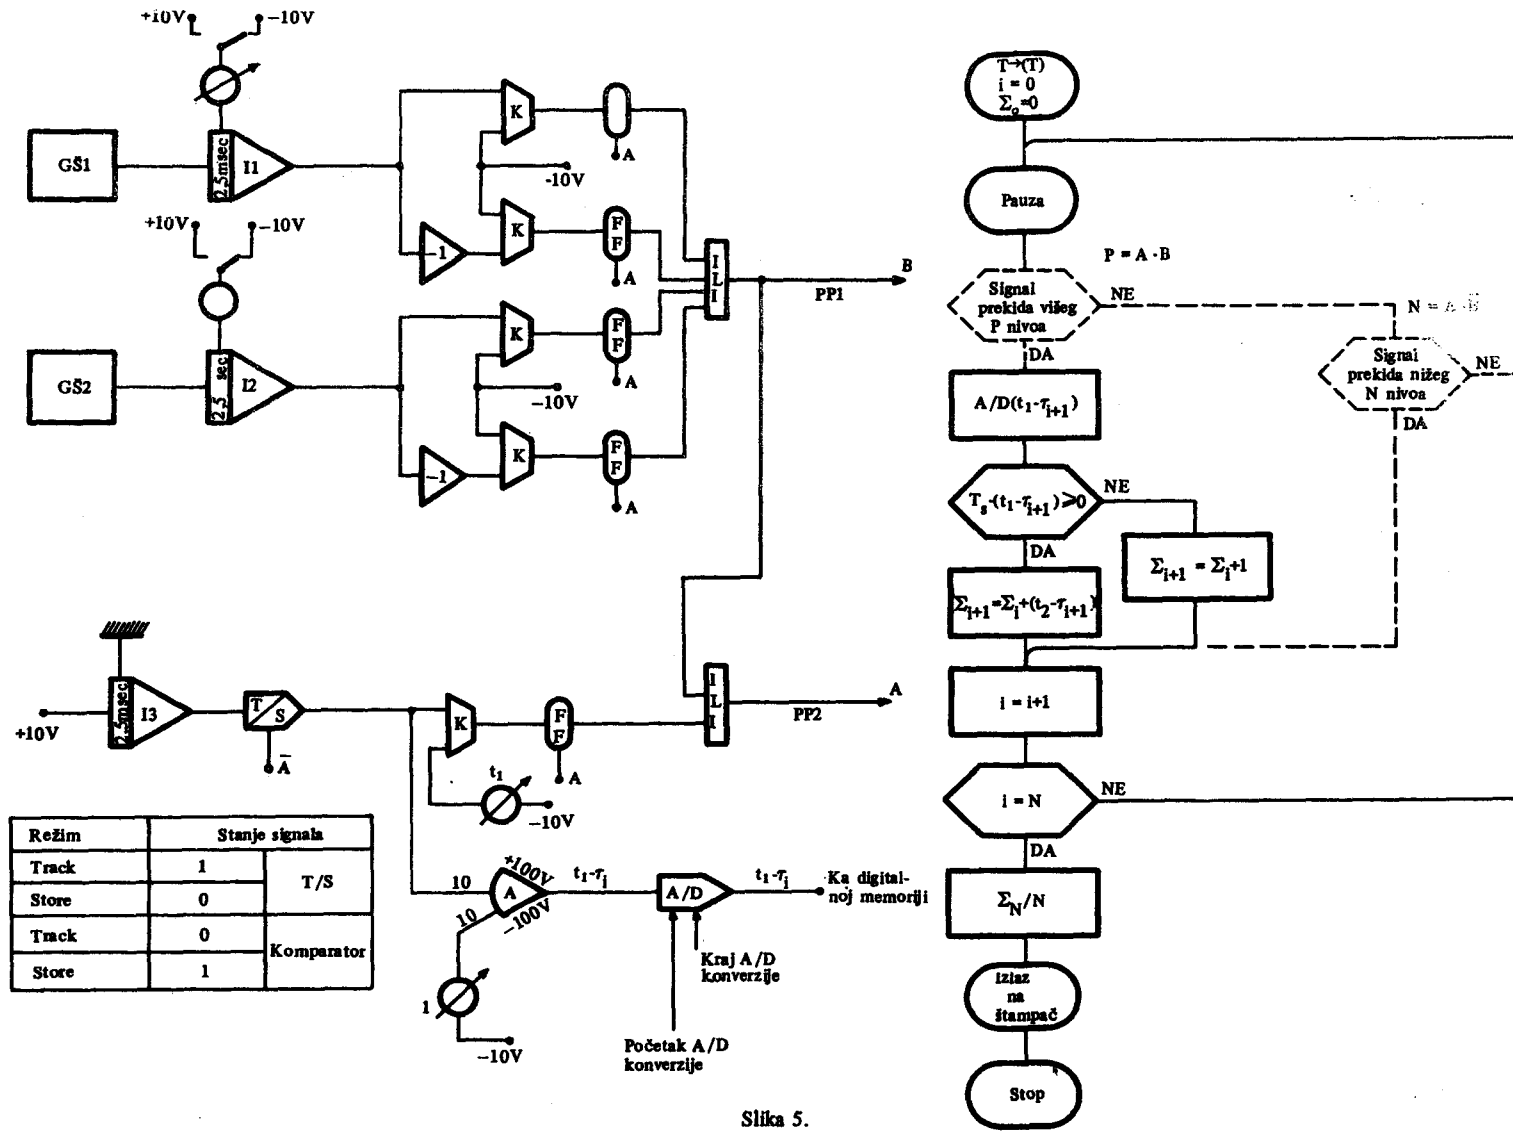 +10V
−10V
GŠ1
2,5msec
I1
K
A
-10V
−1
K
F
F
A
+10V
−10V
GŠ2
2,5 sec
I2
K
F
F
A
−10V
−1
K
F
F
A
I
L
I
B
PP1
+10V
2,5msec
I3
T
S
A̅
K
t₁
−10V
F
F
A
I
L
I
A
PP2
Režim
Stanje signala
Track
1
T/S
Store
0
Track
0
Komparator
Store
1
10
10
A
+100V
−100V
t₁-τᵢ
A/D
t₁-τᵢ
Ka digital-
noj memoriji
1
−10V
Kraj A/D
konverzije
Početak A/D
konverzije
T→(T)
i = 0
Σₒ=0
Pauza
P = A · B
Signal
prekida višeg
P nivoa
NE
DA
N = A · B̅
Signal
prekida nižeg
N nivoa
NE
DA
A/D(t₁-τᵢ₊₁)
Tₛ-(t₁-τᵢ₊₁)⩾0
NE
DA
Σᵢ₊₁ = Σᵢ+1
Σᵢ₊₁=Σᵢ+(t₂-τᵢ₊₁)
i = i+1
i = N
NE
DA
Σ_N/N
Izlaz
na
štampač
Stop
Slika 5.